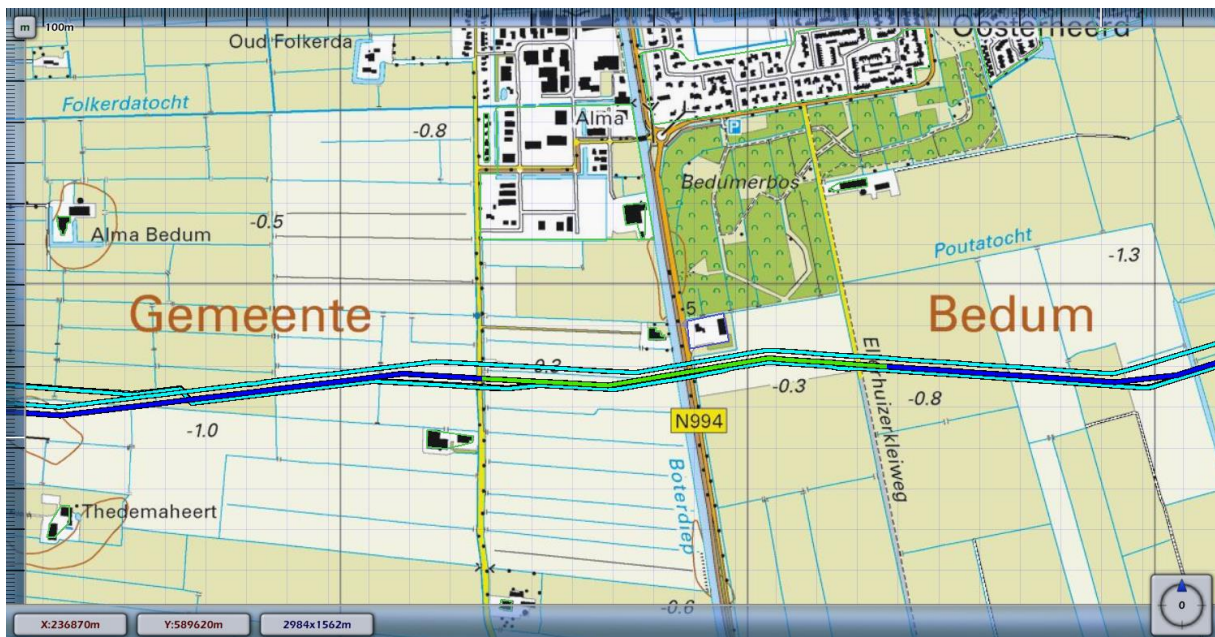 m
100m
Oud Folkerda
Oosterheerd
Folkerdatocht
Alma
-0.8
P
Bedumerbos
-0.5
Alma Bedum
Poutatocht
-1.3
Gemeente
5
Bedum
-0.3
-0.3
-0.8
-1.0
N994
Boterdiep
Thedemaheert
-0.6
X:236870m
Y:589620m
2984x1562m
0